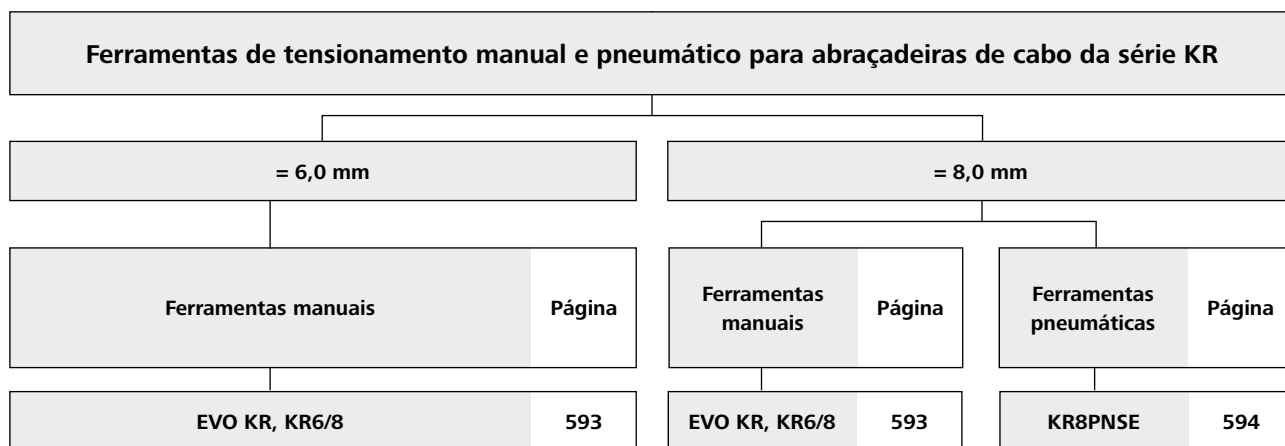 Ferramentas de tensionamento manual e pneumático para abraçadeiras de cabo da série KR
= 6,0 mm
= 8,0 mm
Ferramentas manuais
Página
Ferramentas
manuais
Página
Ferramentas
pneumáticas
Página
EVO KR, KR6/8
593
EVO KR, KR6/8
593
KR8PNSE
594